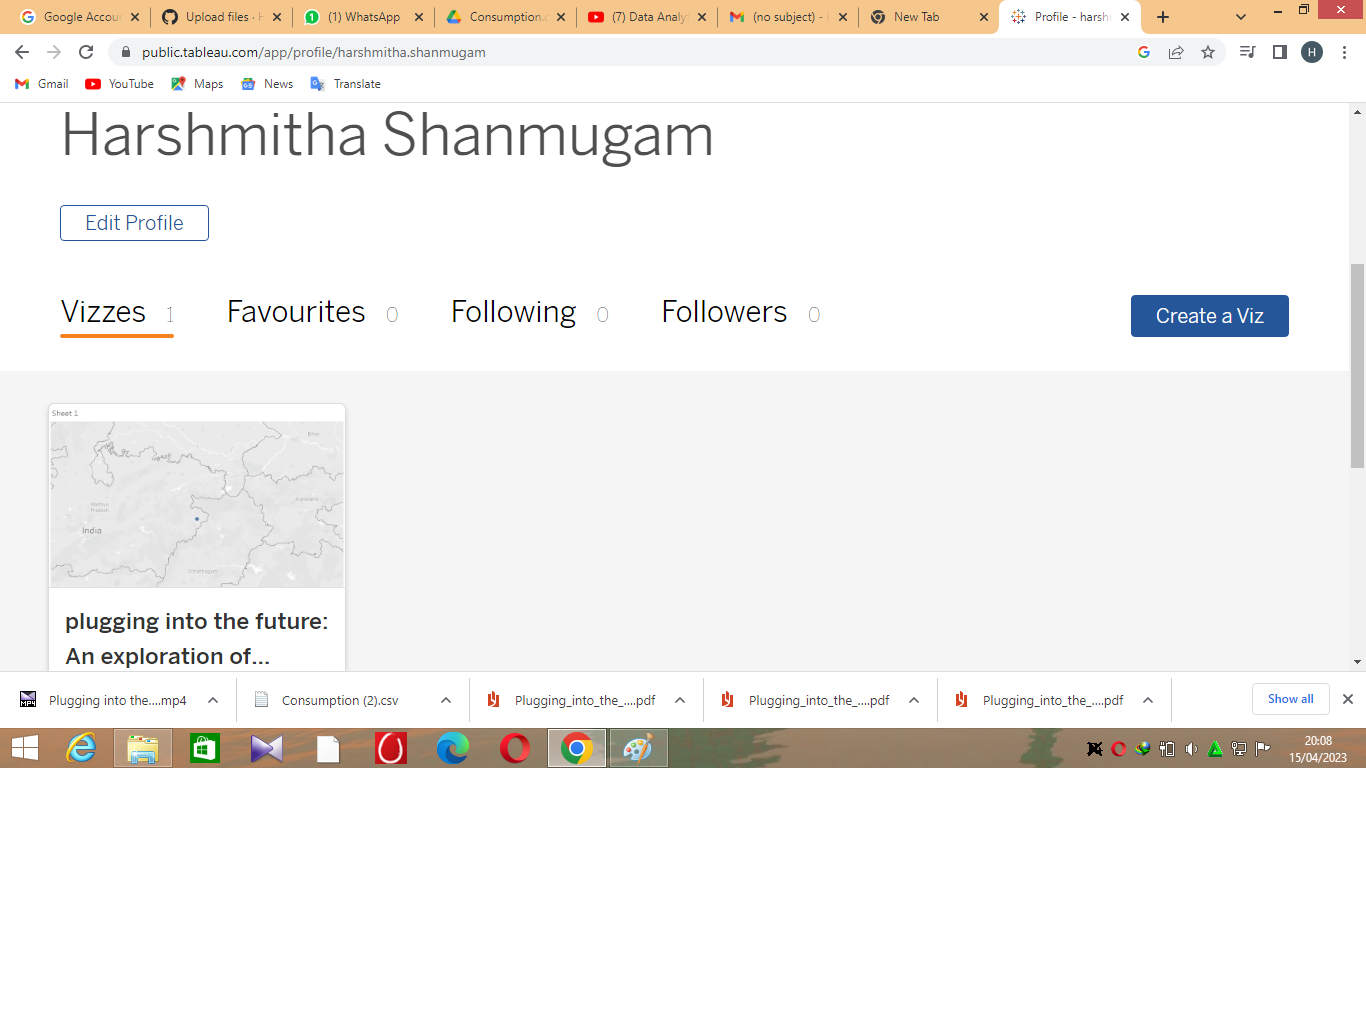 Google Accou
Upload files ·
(1) WhatsApp
Consumption.
(7) Data Analy
(no subject) -
New Tab
Profile - harsh
public.tableau.com/app/profile/harshmitha.shanmugam
H
Gmail
YouTube
Maps
News
Translate
Harshmitha Shanmugam
Edit Profile
Vizzes 1
Favourites 0
Following 0
Followers 0
Create a Viz
Sheet 1
Bihar
Madhya
Pradesh
India
plugging into the future:
An exploration of...
Plugging into the....mp4
Consumption (2).csv
Plugging_into_the_....pdf
Plugging_into_the_....pdf
Plugging_into_the_....pdf
Show all
20:08
15/04/2023